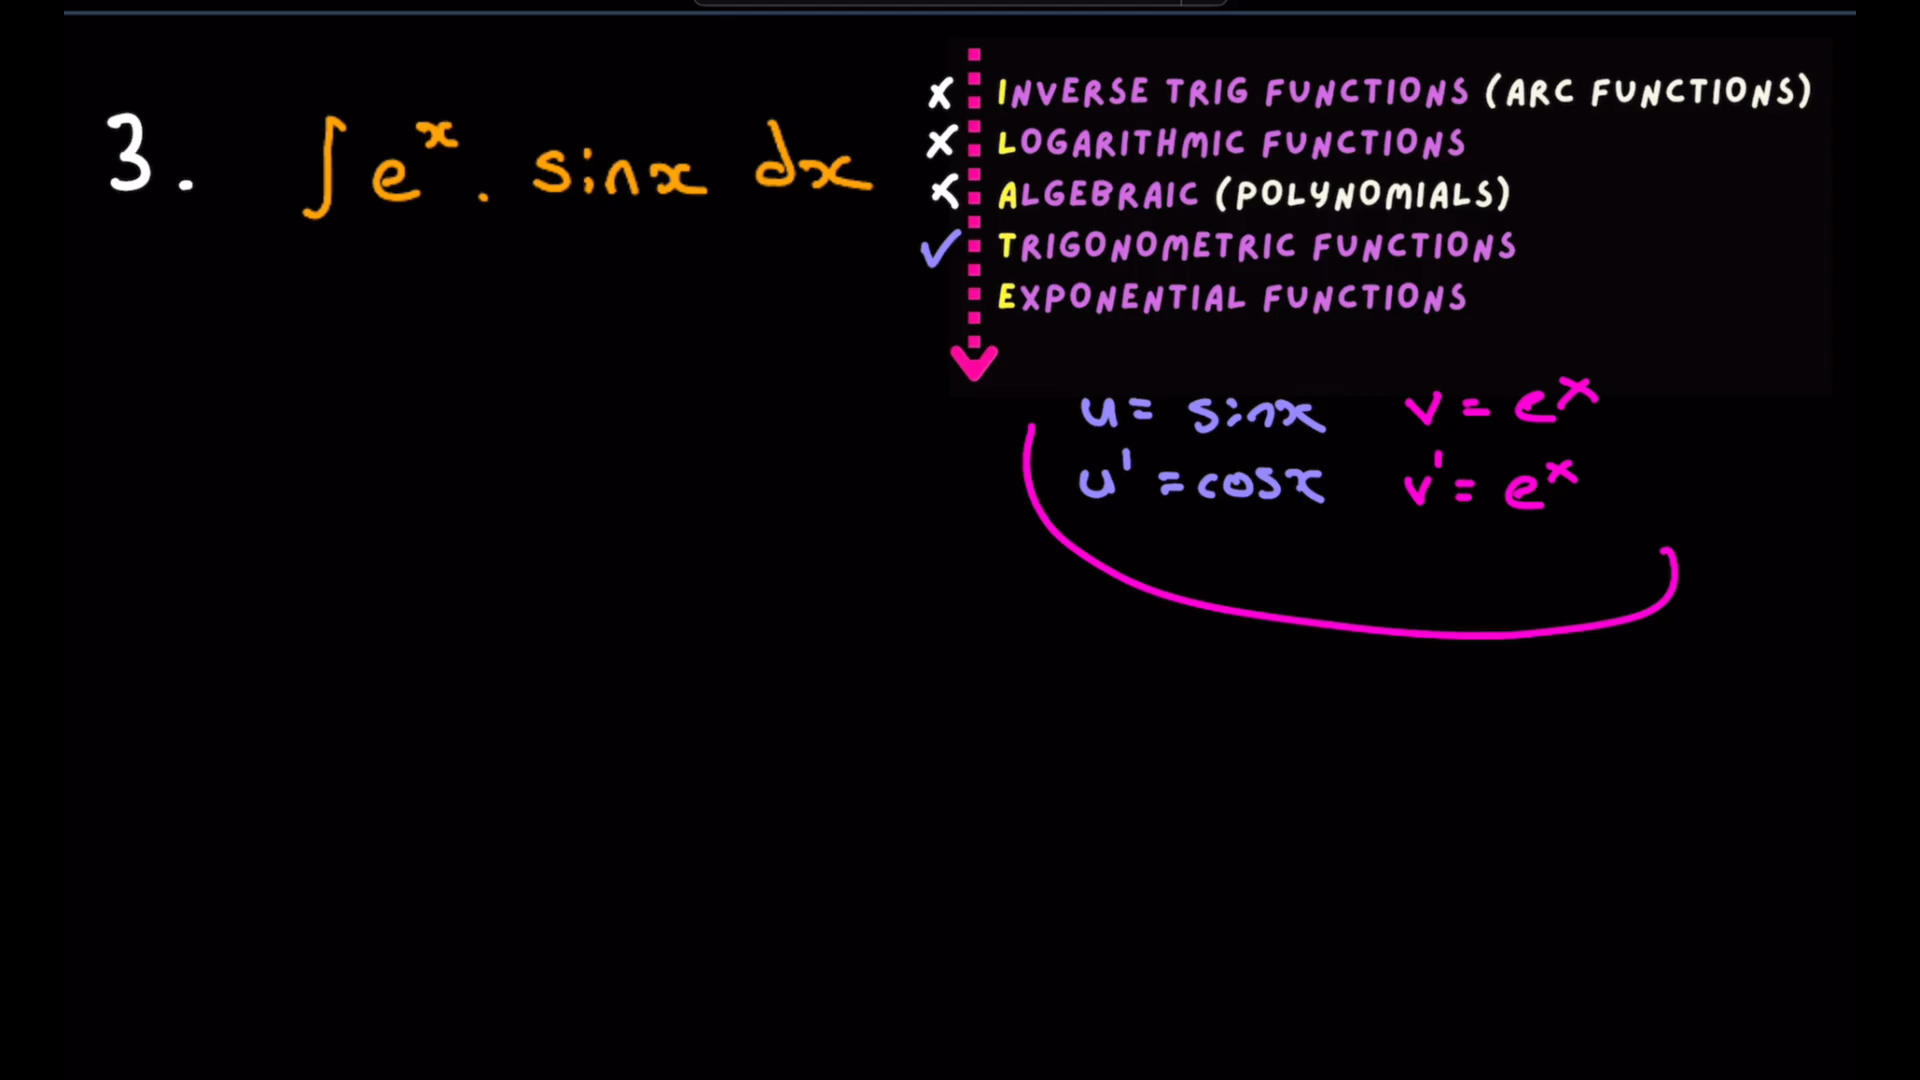 3. ∫ eˣ . sinx dx
x INVERSE TRIG FUNCTIONS (ARC FUNCTIONS)
x LOGARITHMIC FUNCTIONS
x ALGEBRAIC (POLYNOMIALS)
✓ TRIGONOMETRIC FUNCTIONS
EXPONENTIAL FUNCTIONS
u = sinx v = eˣ
u' = cosx v' = eˣ